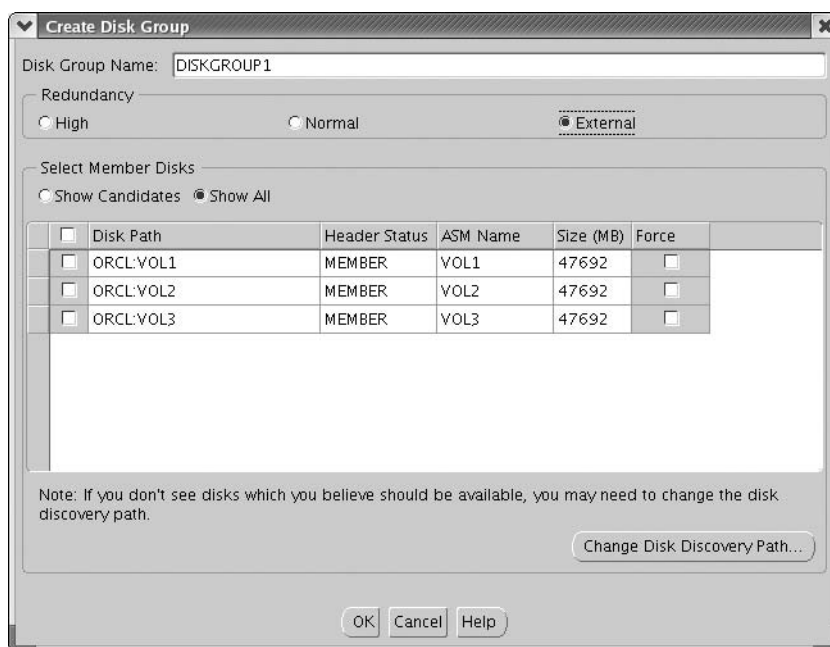 Create Disk Group
Disk Group Name: DISKGROUP1
Redundancy
High Normal External
Select Member Disks
Show Candidates Show All
Disk Path Header Status ASM Name Size (MB) Force
ORCL:VOL1 MEMBER VOL1 47692
ORCL:VOL2 MEMBER VOL2 47692
ORCL:VOL3 MEMBER VOL3 47692
Note: If you don't see disks which you believe should be available, you may need to change the disk
discovery path.
Change Disk Discovery Path...
OK Cancel Help